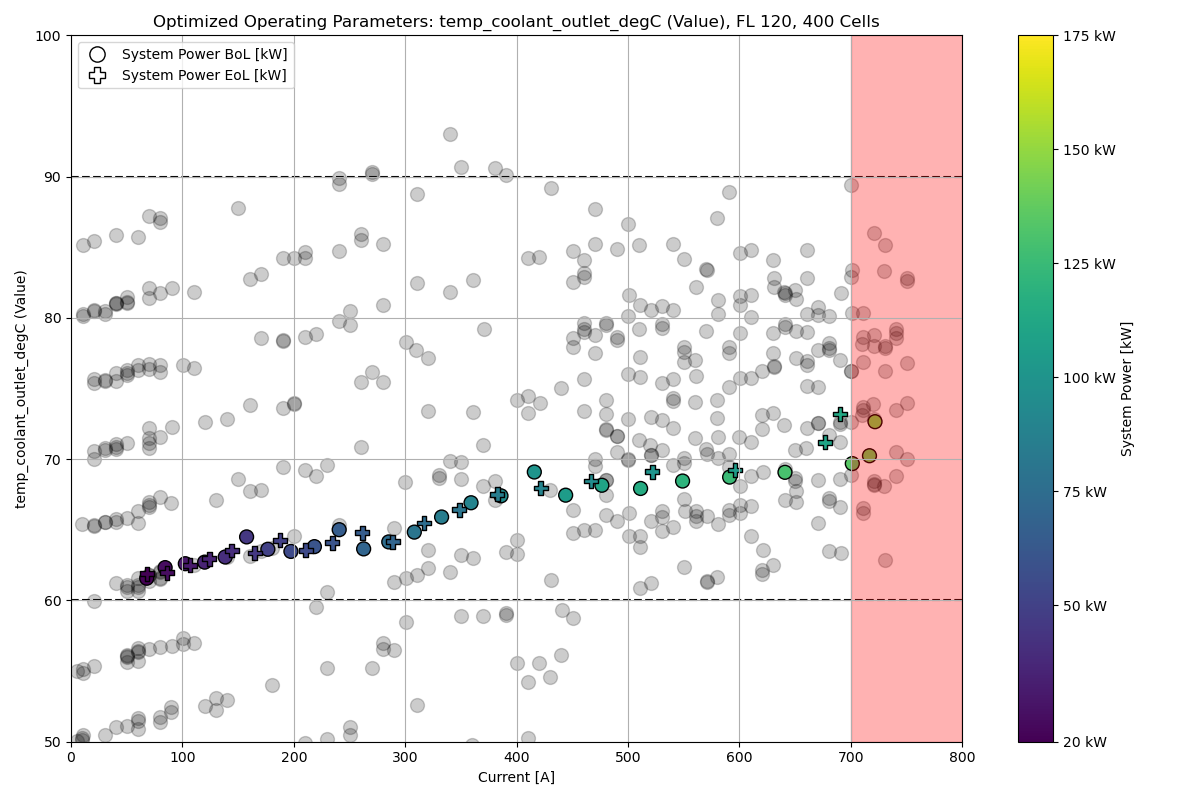 Optimized Operating Parameters: temp_coolant_outlet_degC (Value), FL 120, 400 Cells
System Power BoL [kW]
System Power EoL [kW]
temp_coolant_outlet_degC (Value)
100
90
80
70
60
50
0
100
200
300
400
500
600
700
800
Current [A]
175 kW
150 kW
125 kW
100 kW
75 kW
50 kW
20 kW
System Power [kW]